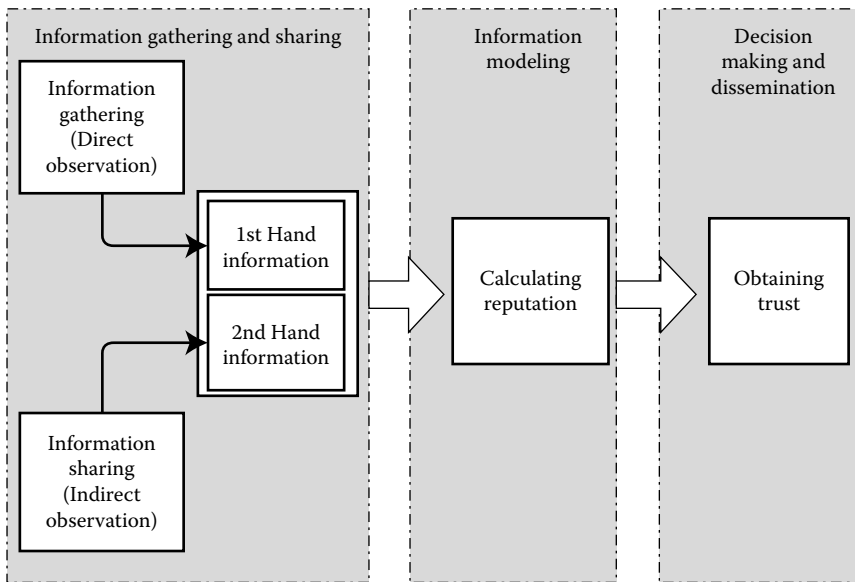 Information gathering and sharing
Information
gathering
(Direct
observation)
1st Hand
information
2nd Hand
information
Information
sharing
(Indirect
observation)
Information
modeling
Calculating
reputation
Decision
making and
dissemination
Obtaining
trust